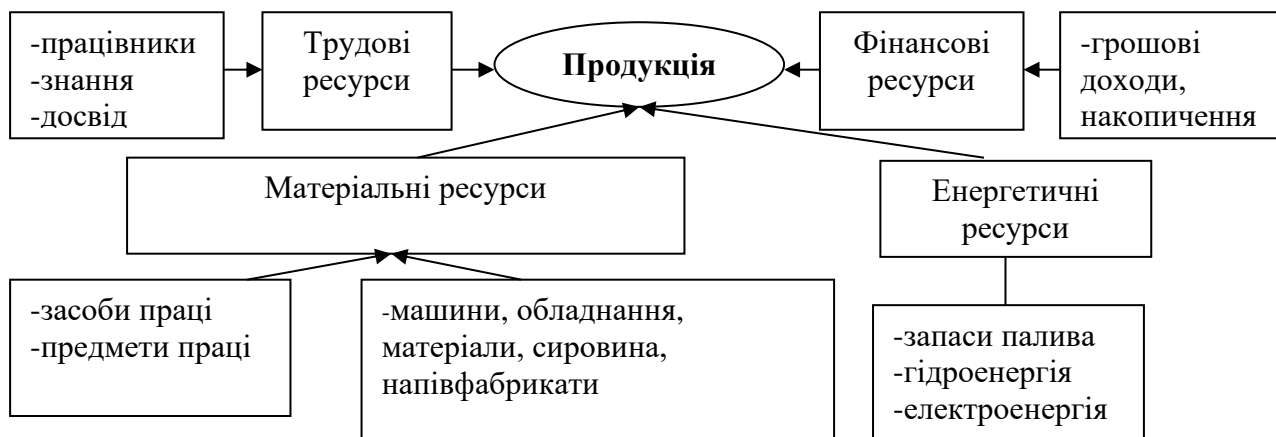 -працівники
-знання
-досвід
Трудові
ресурси
Продукція
Фінансові
ресурси
-грошові
доходи,
накопичення
Матеріальні ресурси
Енергетичні
ресурси
-засоби праці
-предмети праці
-машини, обладнання,
матеріали, сировина,
напівфабрикати
-запаси палива
-гідроенергія
-електроенергія